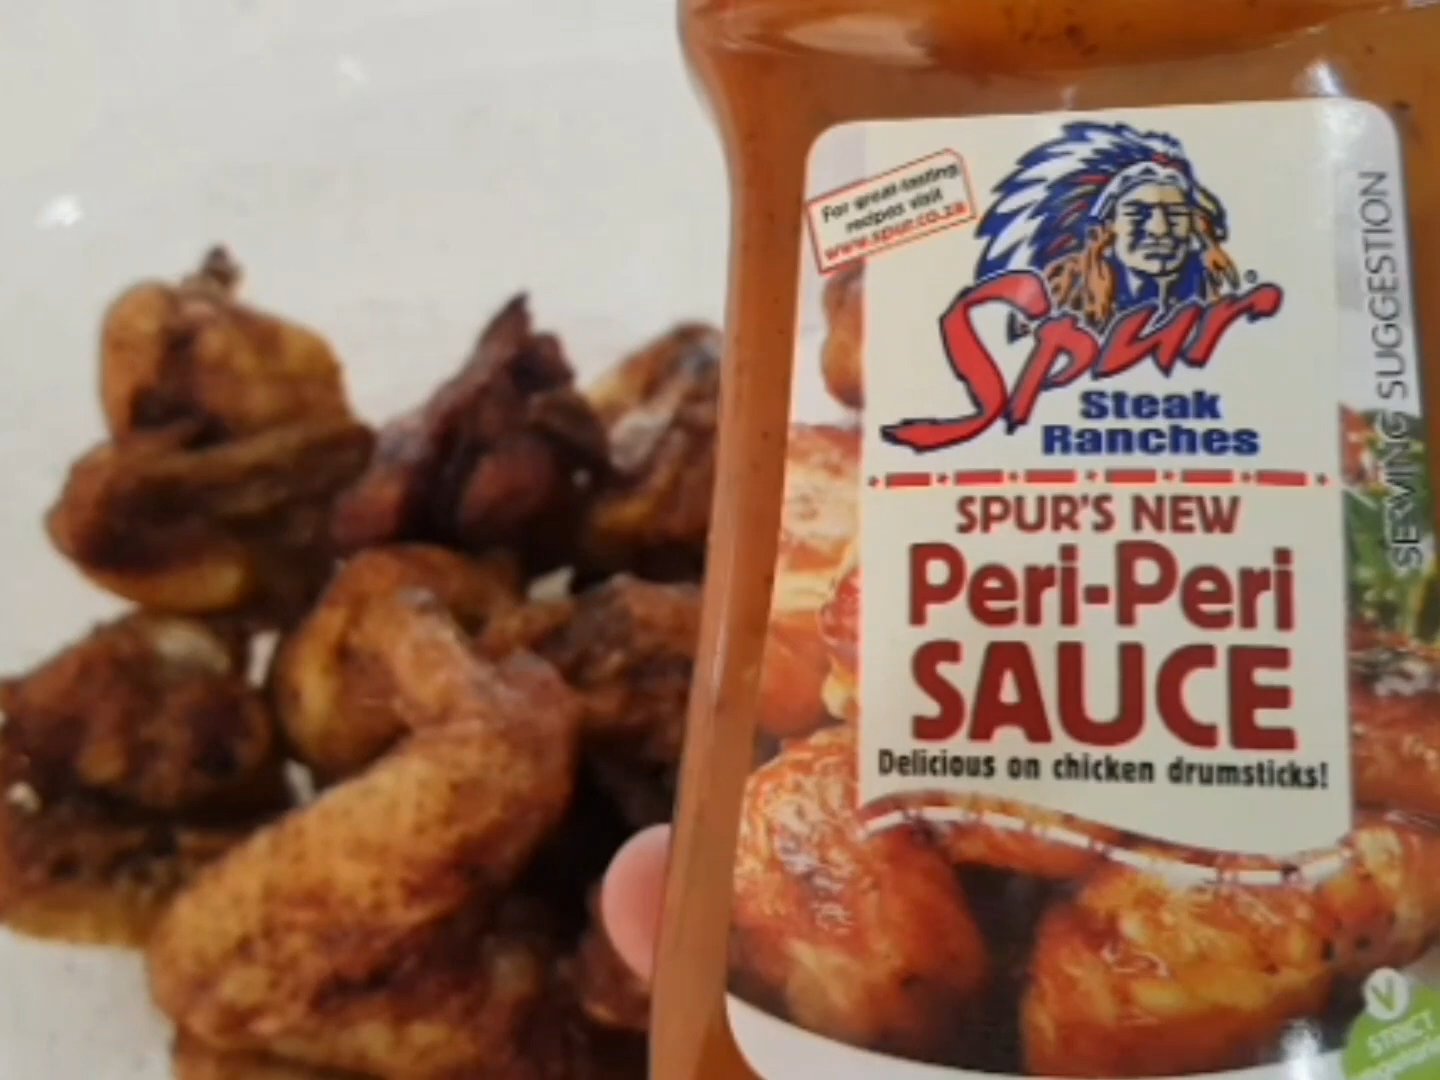 For great-tasting
recipes visit
www.spur.co.za
Spur
Steak
Ranches
SPUR'S NEW
Peri-Peri
SAUCE
Delicious on chicken drumsticks!
SERVING SUGGESTION
V
STRICT